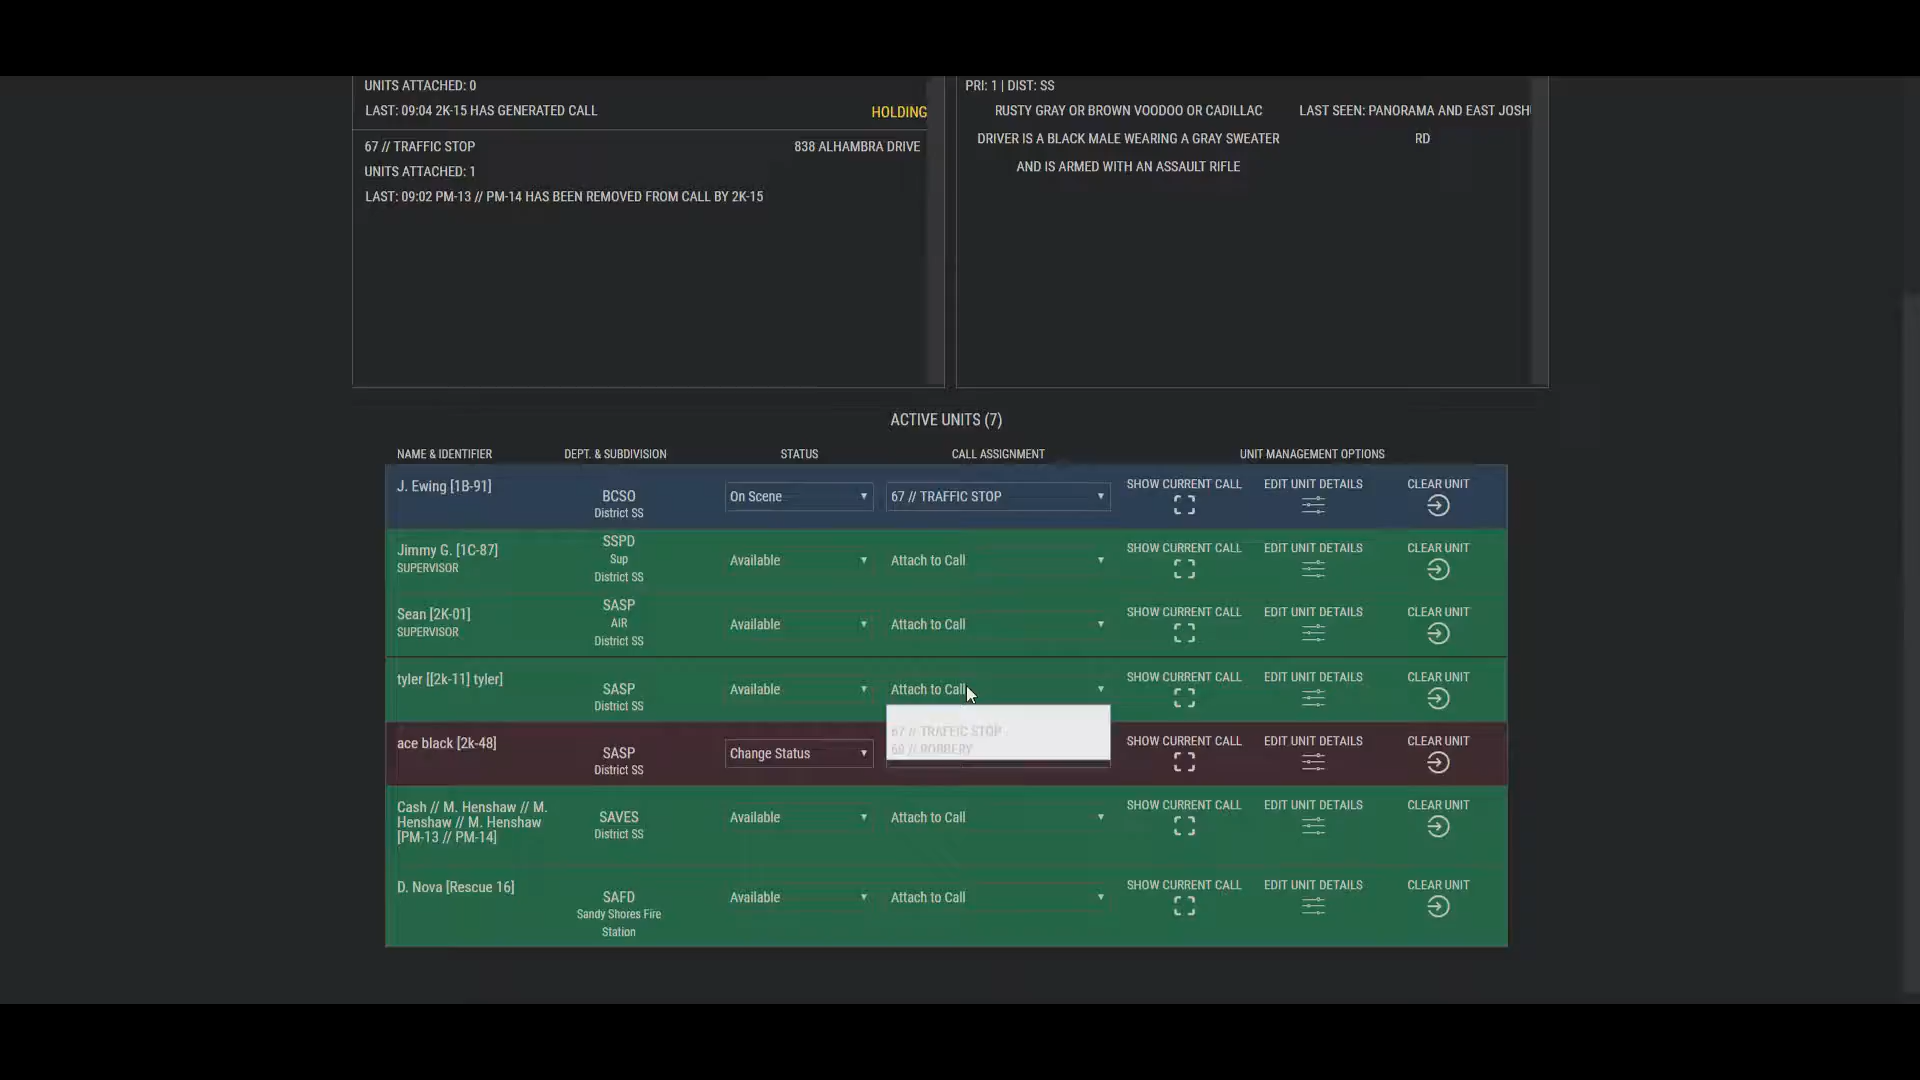 UNITS ATTACHED: 0
LAST: 09:04 2K-15 HAS GENERATED CALL
HOLDING
67 // TRAFFIC STOP
838 ALHAMBRA DRIVE
UNITS ATTACHED: 1
LAST: 09:02 PM-13 // PM-14 HAS BEEN REMOVED FROM CALL BY 2K-15
PRI: 1 | DIST: SS
RUSTY GRAY OR BROWN VOODOO OR CADILLAC
DRIVER IS A BLACK MALE WEARING A GRAY SWEATER
AND IS ARMED WITH AN ASSAULT RIFLE
LAST SEEN: PANORAMA AND EAST JOSH
RD
ACTIVE UNITS (7)
NAME & IDENTIFIER DEPT. & SUBDIVISION STATUS CALL ASSIGNMENT UNIT MANAGEMENT OPTIONS
J. Ewing [1B-91]
BCSO
District SS
On Scene
67 // TRAFFIC STOP
SHOW CURRENT CALL EDIT UNIT DETAILS CLEAR UNIT
Jimmy G. [1C-87]
SUPERVISOR
SSPD
Sup
District SS
Available
Attach to Call
SHOW CURRENT CALL EDIT UNIT DETAILS CLEAR UNIT
Sean [2K-01]
SUPERVISOR
SASP
AIR
District SS
Available
Attach to Call
SHOW CURRENT CALL EDIT UNIT DETAILS CLEAR UNIT
tyler [[2k-11] tyler]
SASP
District SS
Available
Attach to Call
67 // TRAFFIC STOP
68 // ROBBERY
SHOW CURRENT CALL EDIT UNIT DETAILS CLEAR UNIT
ace black [2k-48]
SASP
District SS
Change Status
SHOW CURRENT CALL EDIT UNIT DETAILS CLEAR UNIT
Cash // M. Henshaw // M.
Henshaw // M. Henshaw
[PM-13 // PM-14]
SAVES
District SS
Available
Attach to Call
SHOW CURRENT CALL EDIT UNIT DETAILS CLEAR UNIT
D. Nova [Rescue 16]
SAFD
Sandy Shores Fire
Station
Available
Attach to Call
SHOW CURRENT CALL EDIT UNIT DETAILS CLEAR UNIT